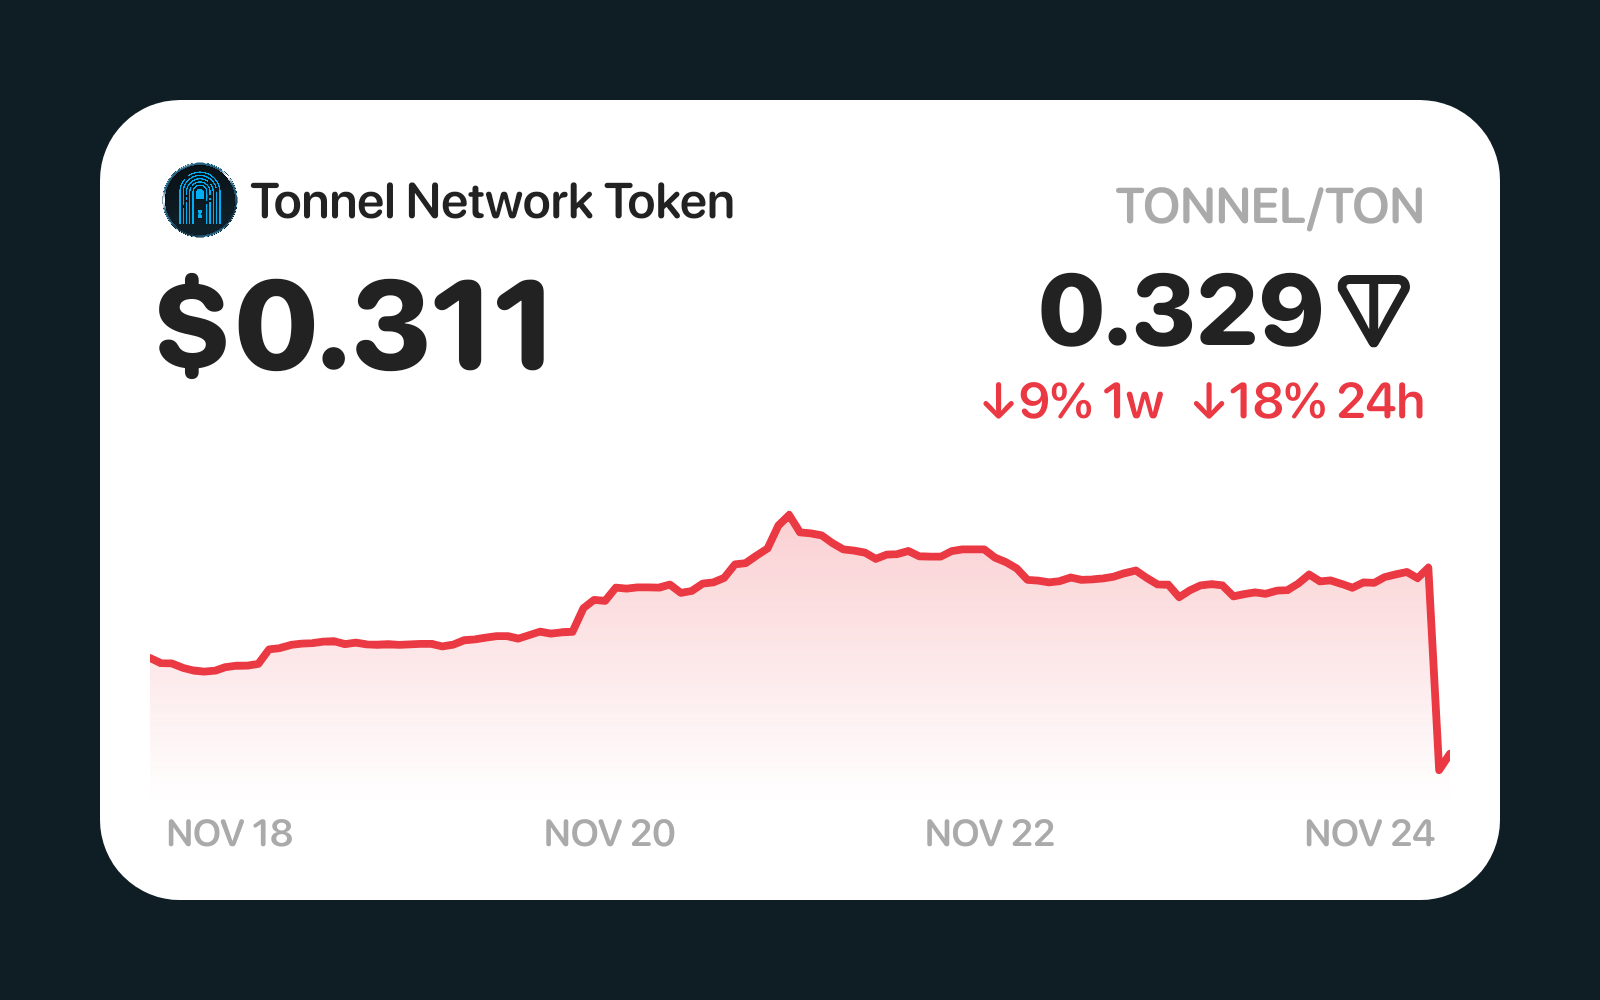 Tonnel Network Token
TONNEL/TON
$0.311
0.329
↓9% 1w ↓18% 24h
NOV 18
NOV 20
NOV 22
NOV 24